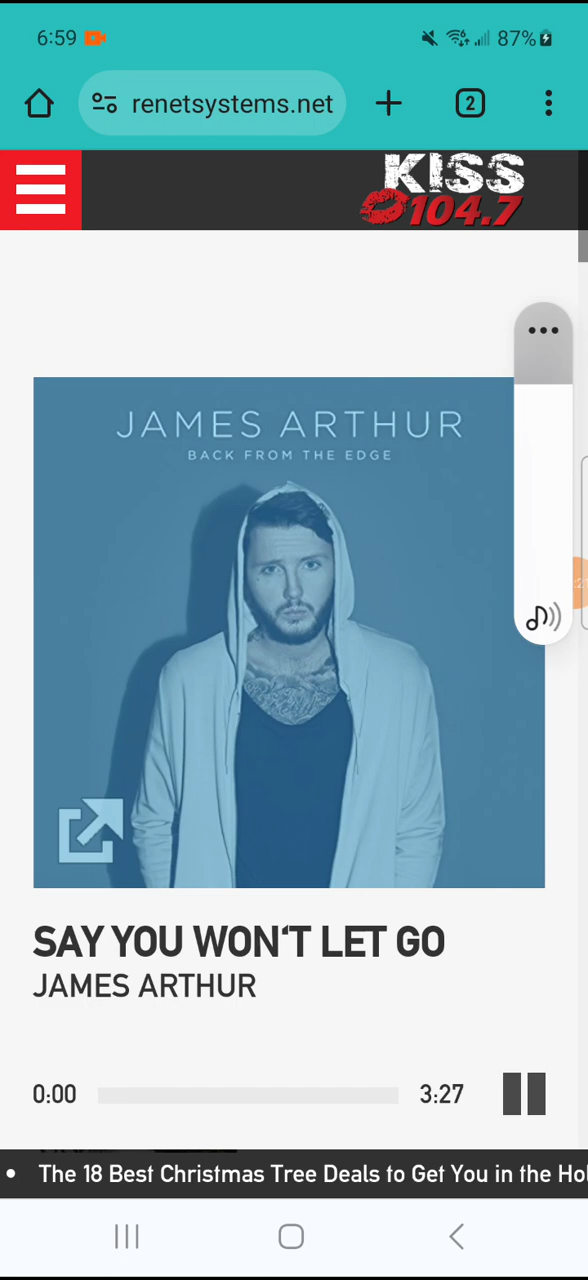 6:59
87%
renetsystems.net
2
KISS
104.7
JAMES ARTHUR
BACK FROM THE EDGE
SAY YOU WON‘T LET GO
JAMES ARTHUR
0:00
3:27
• The 18 Best Christmas Tree Deals to Get You in the Hol